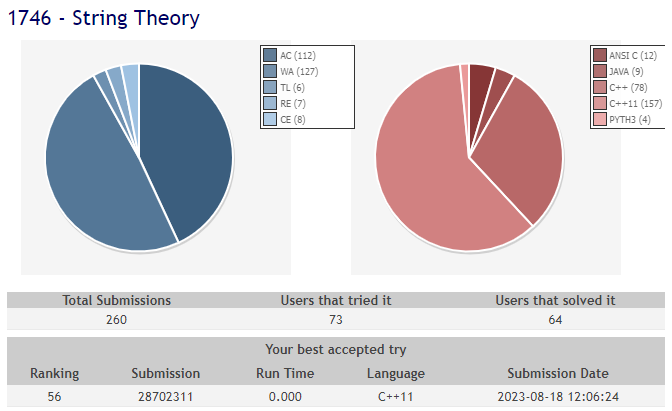 1746 - String Theory
AC (112)
WA (127)
TL (6)
RE (7)
CE (8)
ANSI C (12)
JAVA (9)
C++ (78)
C++11 (157)
PYTH3 (4)
Total Submissions Users that tried it Users that solved it
260 73 64
Your best accepted try
Ranking Submission Run Time Language Submission Date
56 28702311 0.000 C++11 2023-08-18 12:06:24